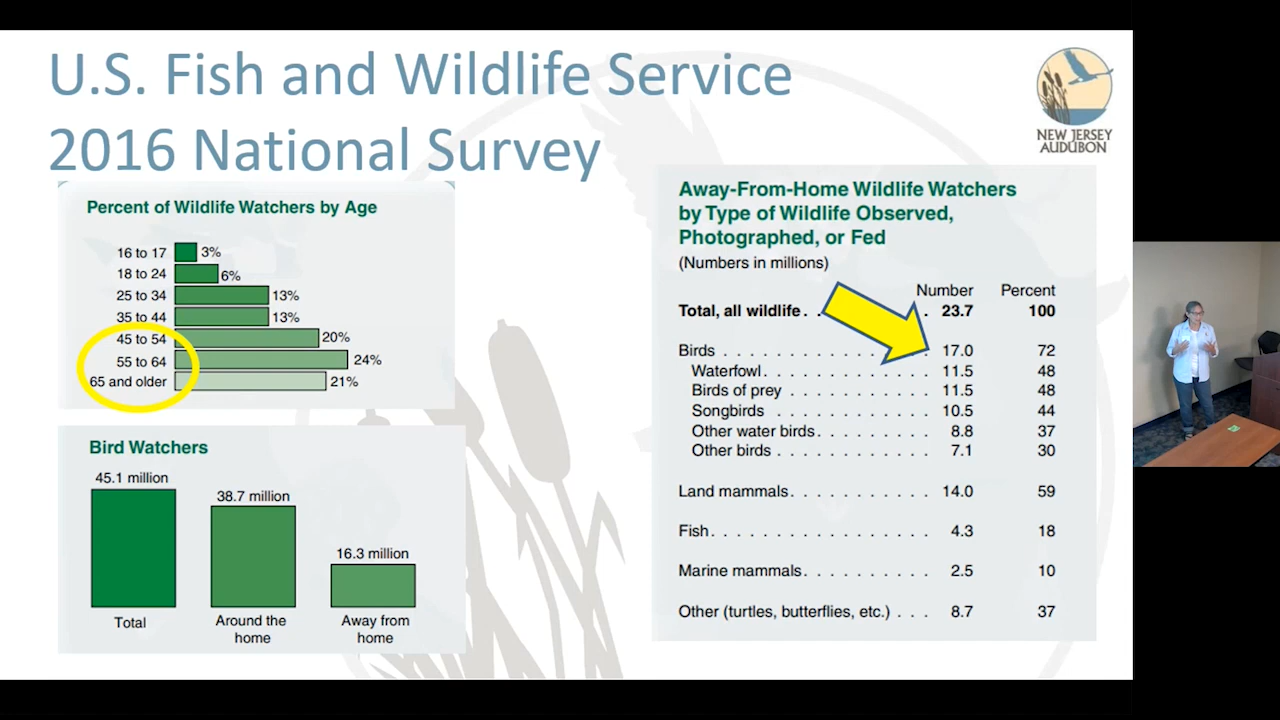 U.S. Fish and Wildlife Service
2016 National Survey
NEW JERSEY
AUDUBON
Percent of Wildlife Watchers by Age
16 to 17 3%
18 to 24 6%
25 to 34 13%
35 to 44 13%
45 to 54 20%
55 to 64 24%
65 and older 21%
Bird Watchers
45.1 million
38.7 million
16.3 million
Total
Around the
home
Away from
home
Away-From-Home Wildlife Watchers
by Type of Wildlife Observed,
Photographed, or Fed
(Numbers in millions)
Number Percent
Total, all wildlife . . 23.7 100
Birds . . . . . . . . . . . . . . . . 17.0 72
Waterfowl . . . . . . . . . . . . . 11.5 48
Birds of prey . . . . . . . . . . . 11.5 48
Songbirds . . . . . . . . . . . . 10.5 44
Other water birds . . . . . . . . . 8.8 37
Other birds . . . . . . . . . . . . 7.1 30
Land mammals . . . . . . . . . . . 14.0 59
Fish . . . . . . . . . . . . . . . . . 4.3 18
Marine mammals . . . . . . . . . . 2.5 10
Other (turtles, butterflies, etc.) . . . 8.7 37